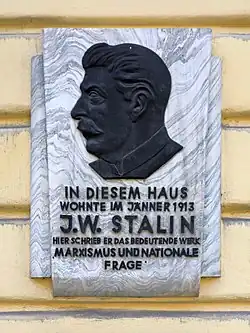 IN DIESEM HAUS
WOHNTE IM JÄNNER 1913
J.W. STALIN
HIER SCHRIEB ER DAS BEDEUTENDE WERK
MARXISMUS UND NATIONALE
FRAGE